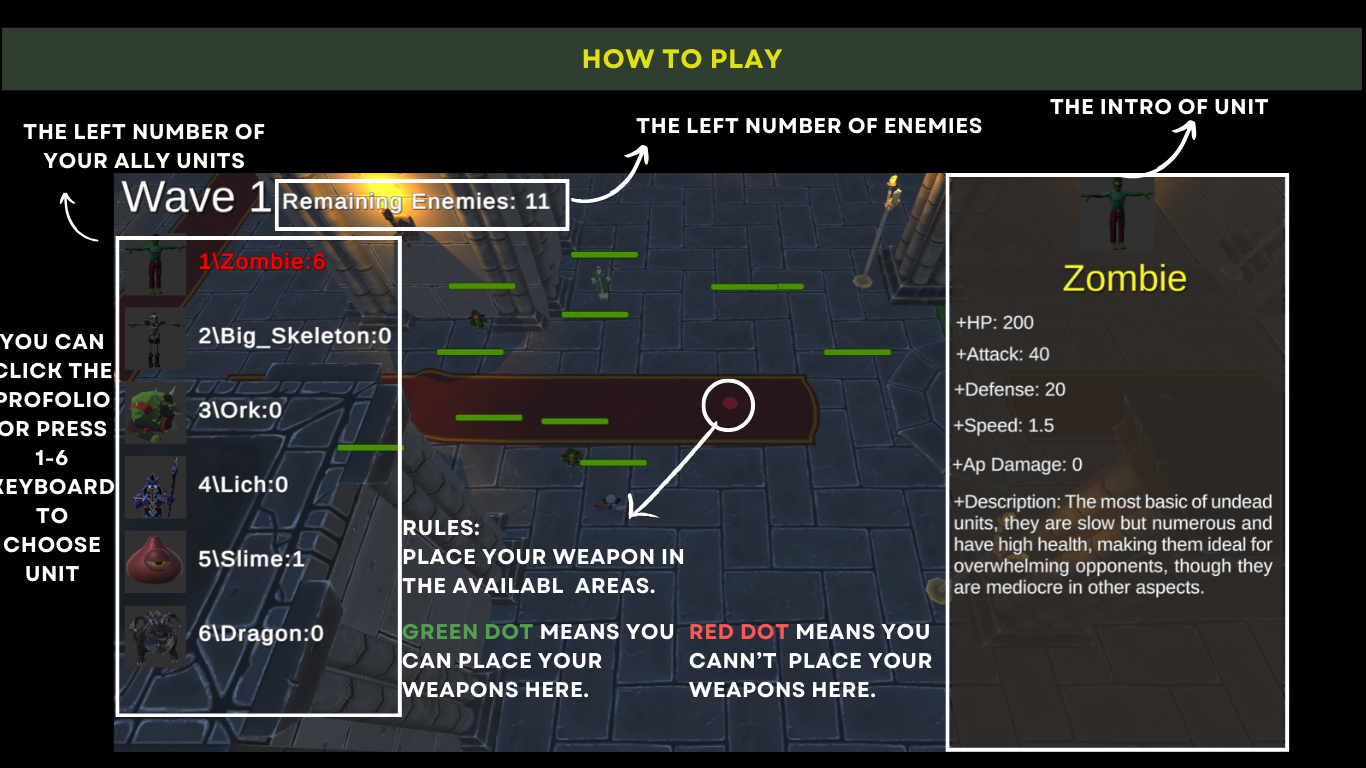 HOW TO PLAY
THE LEFT NUMBER OF
YOUR ALLY UNITS
THE LEFT NUMBER OF ENEMIES
THE INTRO OF UNIT
Wave 1
Remaining Enemies: 11
1\Zombie:6
2\Big_Skeleton:0
3\Ork:0
4\Lich:0
5\Slime:1
6\Dragon:0
YOU CAN
CLICK THE
PROFOLIO
OR PRESS
1-6
KEYBOARD
TO
CHOOSE
UNIT
RULES:
PLACE YOUR WEAPON IN
THE AVAILABL AREAS.
GREEN DOT MEANS YOU
CAN PLACE YOUR
WEAPONS HERE.
RED DOT MEANS YOU
CANN'T PLACE YOUR
WEAPONS HERE.
Zombie
+HP: 200
+Attack: 40
+Defense: 20
+Speed: 1.5
+Ap Damage: 0
+Description: The most basic of undead
units, they are slow but numerous and
have high health, making them ideal for
overwhelming opponents, though they
are mediocre in other aspects.